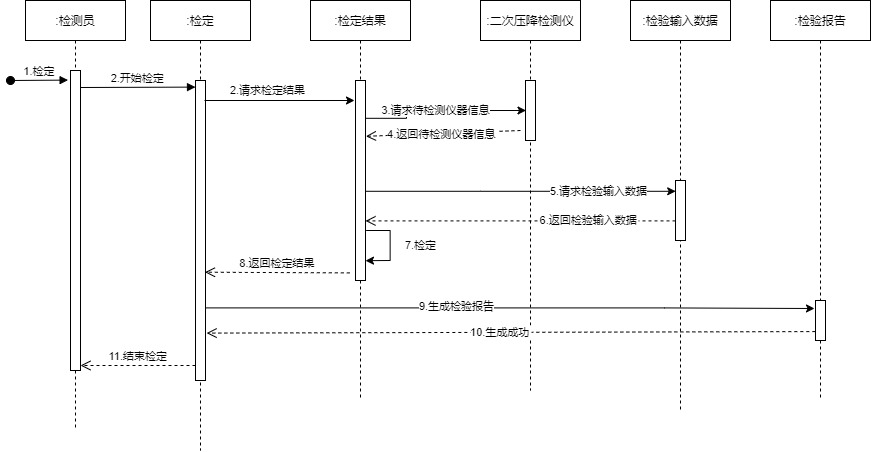 :检测员
:检定
:检定结果
:二次压降检测仪
:检验输入数据
:检验报告
1.检定
2.开始检定
2.请求检定结果
3.请求待检测仪器信息
4.返回待检测仪器信息
5.请求检验输入数据
6.返回检验输入数据
7.检定
8.返回检定结果
9.生成检验报告
10.生成成功
11.结束检定